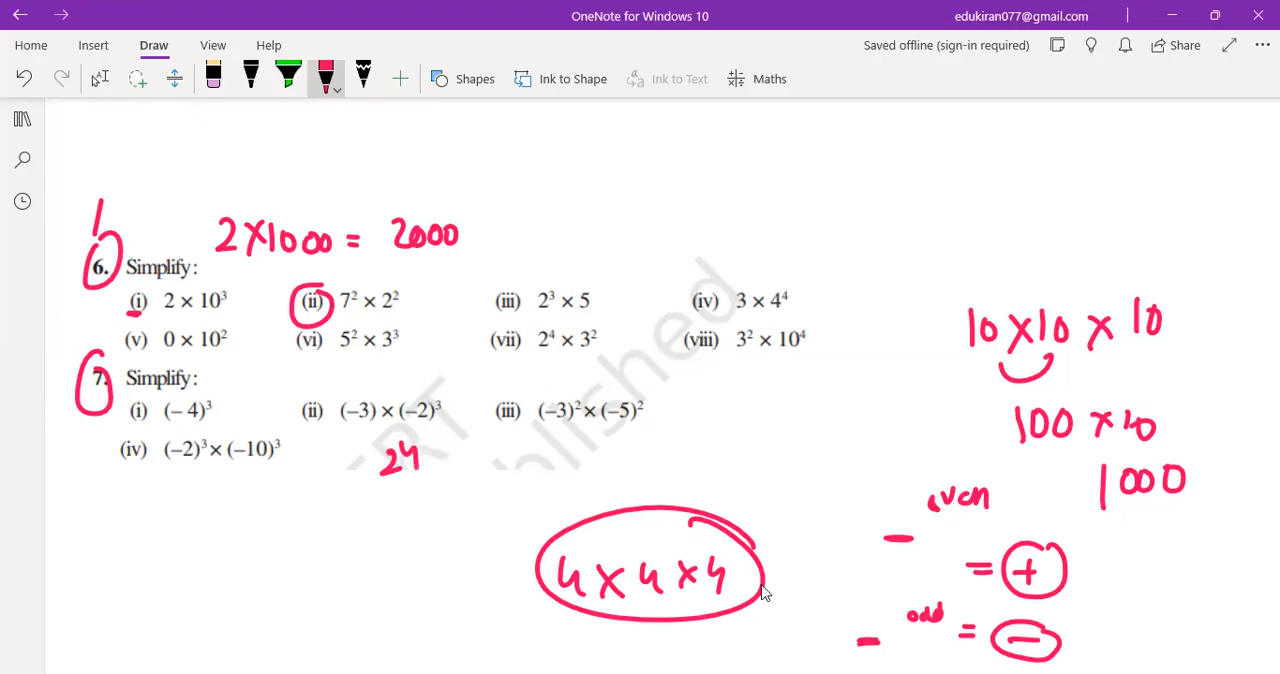 OneNote for Windows 10 edukiran077@gmail.com
Home Insert Draw View Help Saved offline (sign-in required) Share
Shapes Ink to Shape Ink to Text Maths
2 × 1000 = 2000
6. Simplify:
(i) 2 × 10³ (ii) 7² × 2² (iii) 2³ × 5 (iv) 3 × 4⁴
(v) 0 × 10² (vi) 5² × 3³ (vii) 2⁴ × 3² (viii) 3² × 10⁴
10 × 10 × 10
7. Simplify:
(i) (– 4)³ (ii) (–3) × (–2)³ (iii) (–3)² × (–5)²
100 × 10
(iv) (–2)³ × (–10)³
24
1000
– even
= +
4 × 4 × 4
– odd = –
published